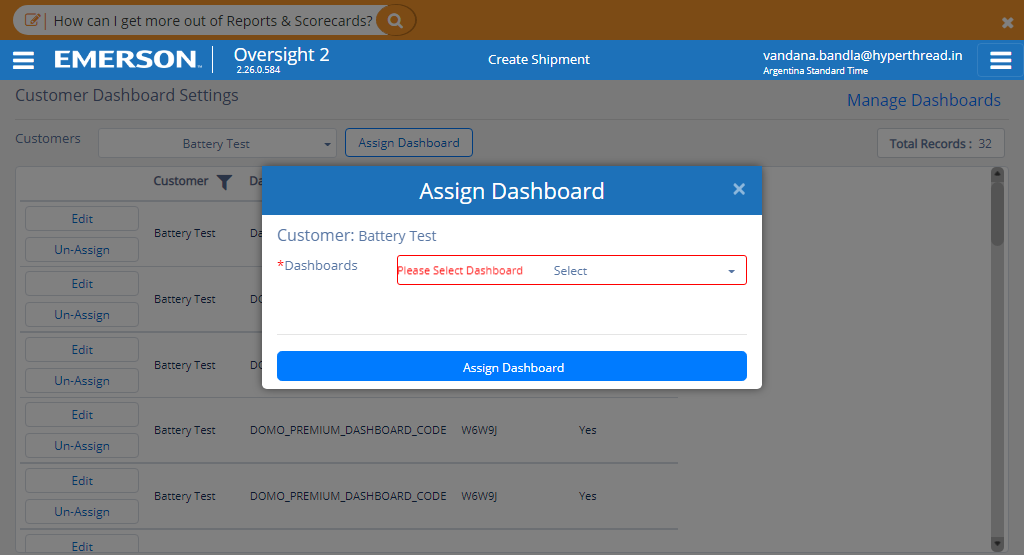 How can I get more out of Reports & Scorecards?
EMERSON
Oversight 2
2.26.0.584
Create Shipment
vandana.bandla@hyperthread.in
Argentina Standard Time
Customer Dashboard Settings
Manage Dashboards
Customers
Battery Test
Assign Dashboard
Total Records : 32
Customer
Da
Edit
Un-Assign
Battery Test
Da
Edit
Un-Assign
Battery Test
DO
Edit
Un-Assign
Battery Test
DO
Edit
Un-Assign
Battery Test
DOMO_PREMIUM_DASHBOARD_CODE
W6W9J
Yes
Edit
Un-Assign
Battery Test
DOMO_PREMIUM_DASHBOARD_CODE
W6W9J
Yes
Edit
Assign Dashboard
×
Customer: Battery Test
*Dashboards
Please Select Dashboard
Select
Assign Dashboard